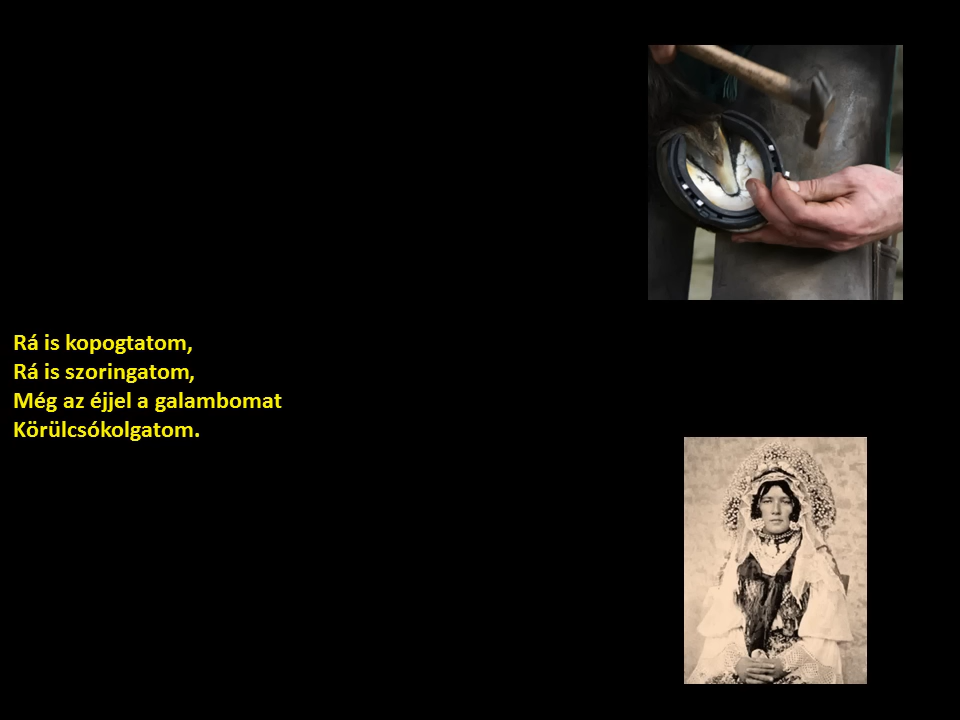 Rá is kopogtatom,
Rá is szoringatom,
Még az éjjel a galambomat
Körülcsókolgatom.